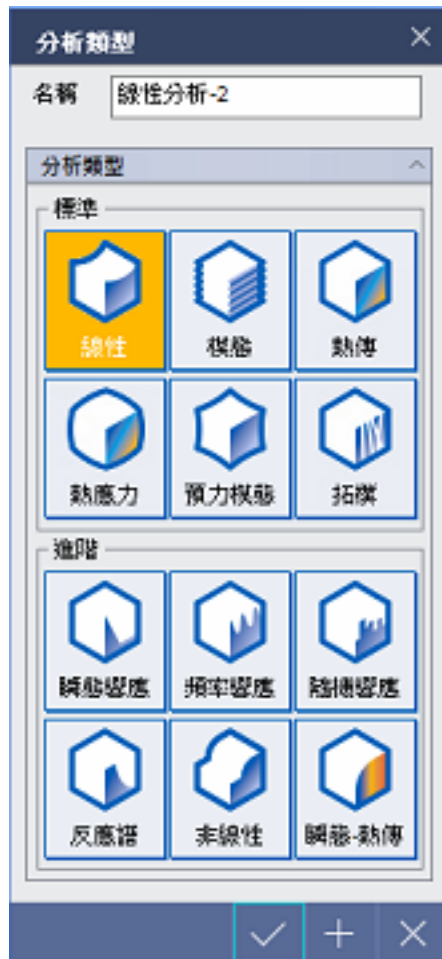 分析類型
名稱 線性分析-2
分析類型
標準
線性 模態 熱傳
熱應力 預力模態 拓樸
進階
瞬態響應 頻率響應 隨機響應
反應譜 非線性 瞬態-熱傳